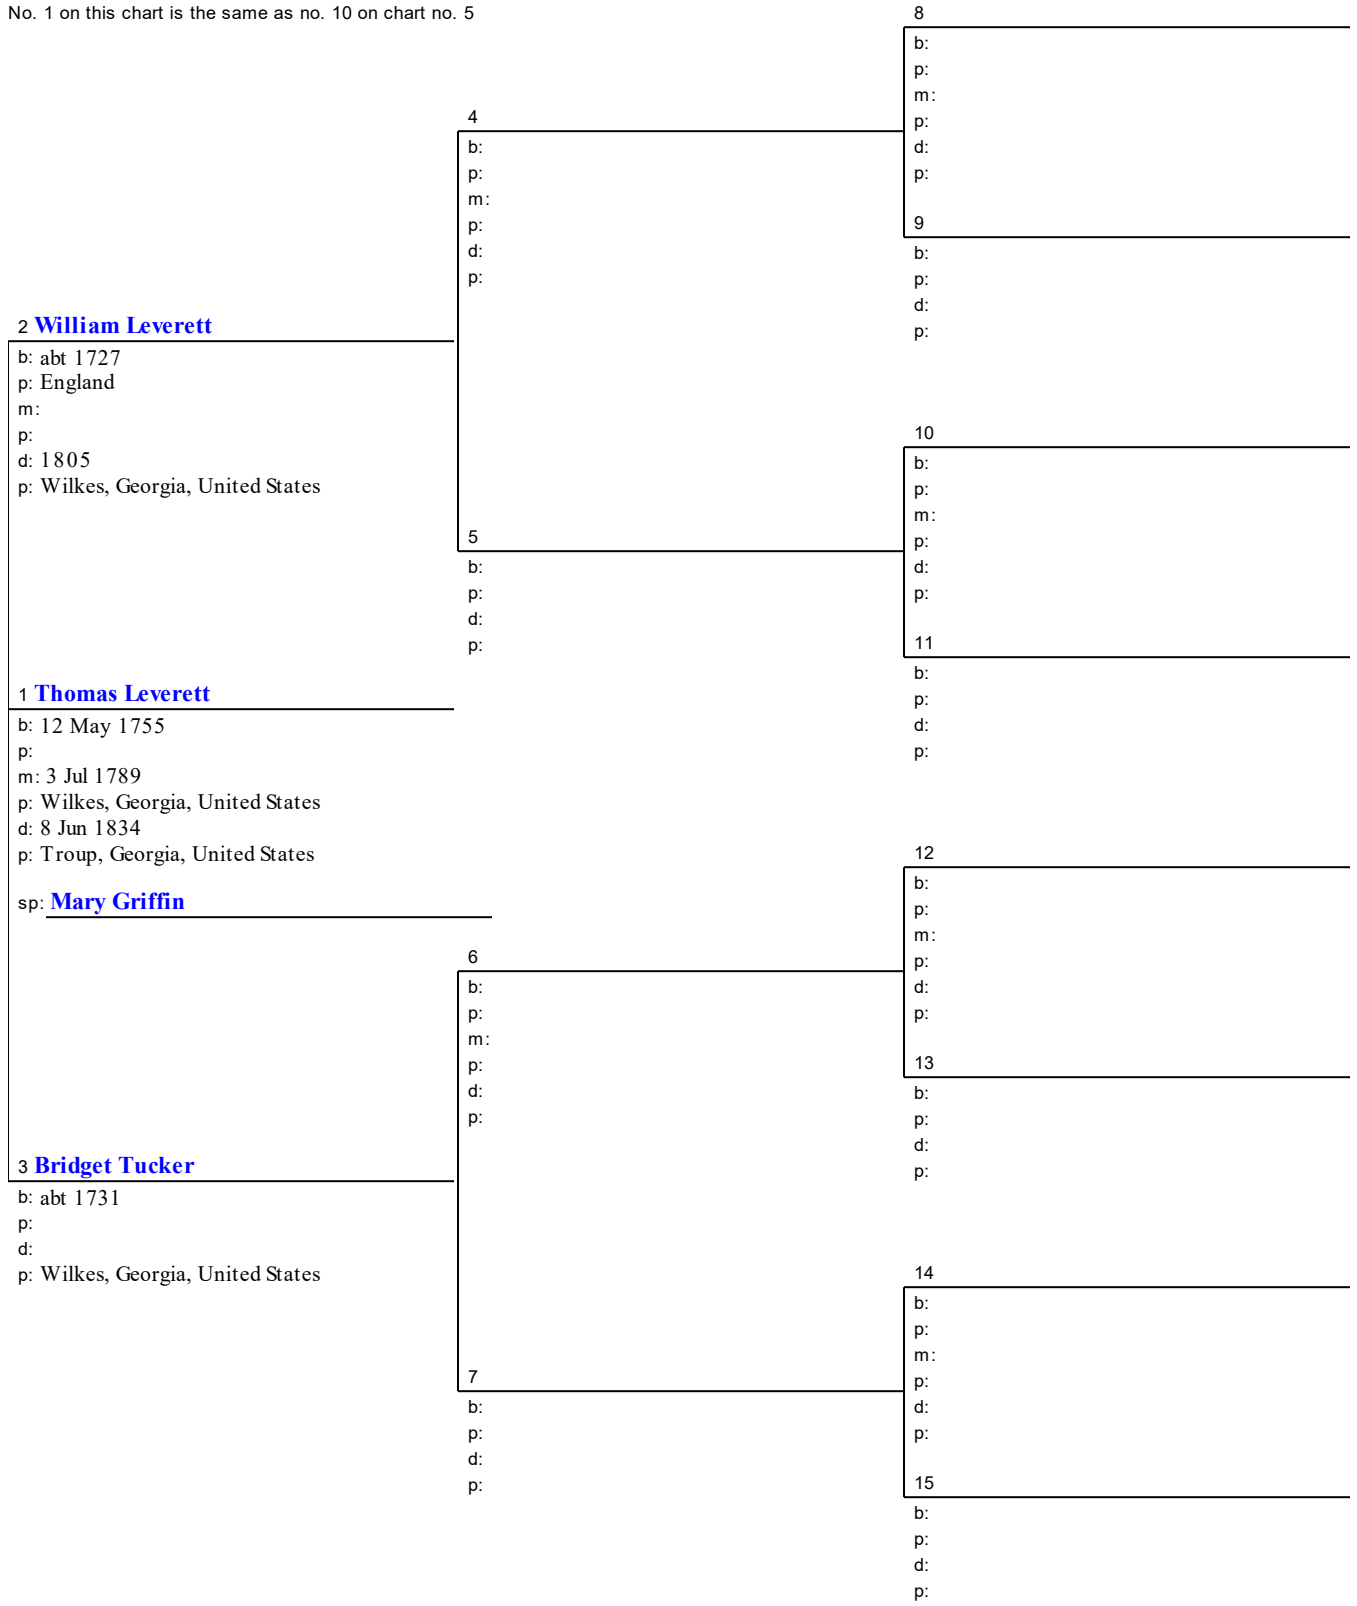 No. 1 on this chart is the same as no. 10 on chart no. 5
8
b:
p:
m:
p:
d:
p:
4
b:
p:
m:
p:
d:
p:
9
b:
p:
d:
p:
2 William Leverett
b: abt 1727
p: England
m:
p:
d: 1805
p: Wilkes, Georgia, United States
10
b:
p:
m:
p:
d:
p:
5
b:
p:
d:
p:
11
b:
p:
d:
p:
1 Thomas Leverett
b: 12 May 1755
p:
m: 3 Jul 1789
p: Wilkes, Georgia, United States
d: 8 Jun 1834
p: Troup, Georgia, United States
sp: Mary Griffin
12
b:
p:
m:
p:
d:
p:
6
b:
p:
m:
p:
d:
p:
13
b:
p:
d:
p:
3 Bridget Tucker
b: abt 1731
p:
d:
p: Wilkes, Georgia, United States
14
b:
p:
m:
p:
d:
p:
7
b:
p:
d:
p:
15
b:
p:
d:
p: